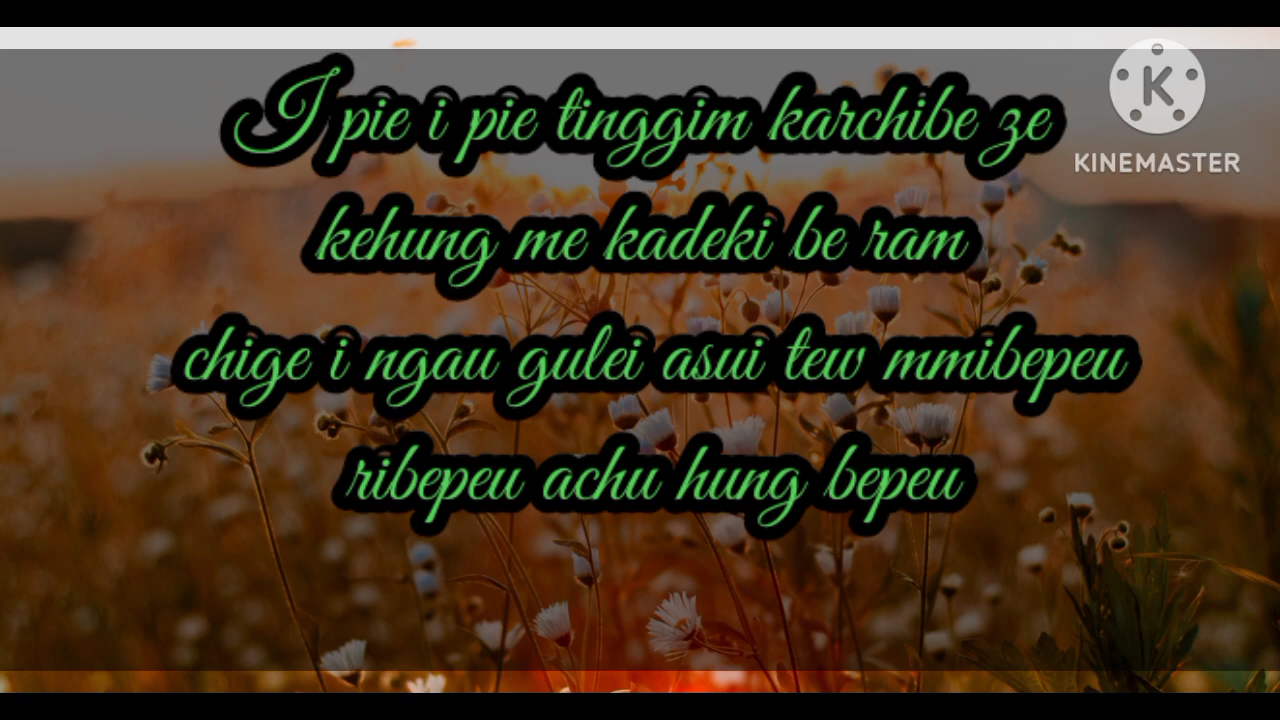 I pie i pie tinggim karchibe ze
kehung me kadeki be ram
chige i ngau gulei asui tew mmibepeu
ribepeu achu hung bepeu
KINEMASTER